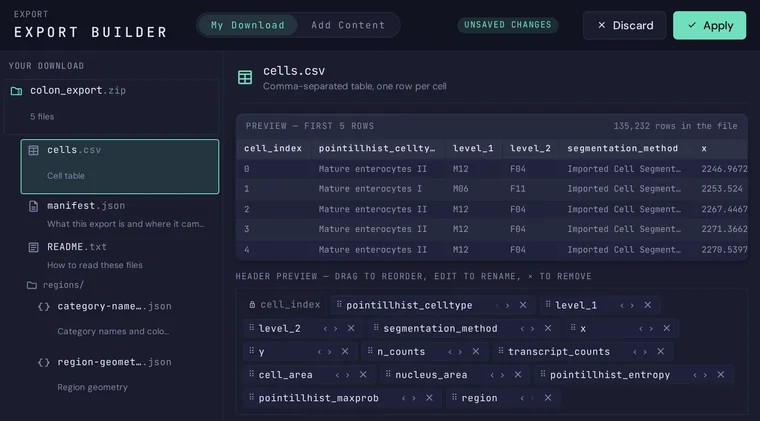 EXPORT
EXPORT BUILDER
My Download
Add Content
UNSAVED CHANGES
× Discard
✓ Apply
YOUR DOWNLOAD
colon_export.zip
5 files
cells.csv
Cell table
manifest.json
What this export is and where it cam…
README.txt
How to read these files
regions/
{} category-name….json
Category names and colo…
{} region-geomet….json
Region geometry
cells.csv
Comma-separated table, one row per cell
PREVIEW — FIRST 5 ROWS 135,232 rows in the file
cell_index pointillhist_cellty… level_1 level_2 segmentation_method x
0 Mature enterocytes II M12 F04 Imported Cell Segment… 2246.9672
1 Mature enterocytes I M06 F11 Imported Cell Segment… 2253.524
2 Mature enterocytes II M12 F04 Imported Cell Segment… 2267.4467
3 Mature enterocytes II M12 F04 Imported Cell Segment… 2271.3662
4 Mature enterocytes II M12 F04 Imported Cell Segment… 2270.5397
HEADER PREVIEW — DRAG TO REORDER, EDIT TO RENAME, × TO REMOVE
cell_index pointillhist_celltype ‹ › × level_1 ‹ › ×
level_2 ‹ › × segmentation_method ‹ › × x ‹ › ×
y ‹ › × n_counts ‹ › × transcript_counts ‹ › ×
cell_area ‹ › × nucleus_area ‹ › × pointillhist_entropy ‹ › ×
pointillhist_maxprob ‹ › × region ‹ › ×